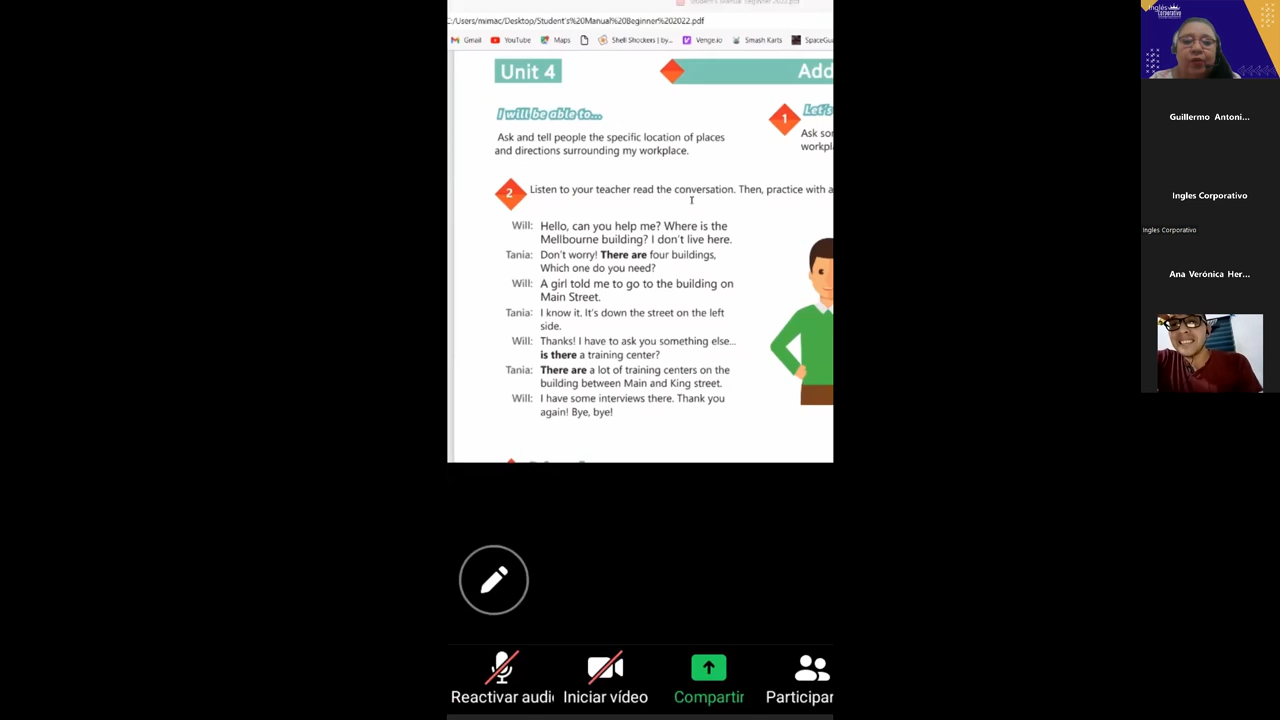 C:/Users/mimac/Desktop/Student's%20Manual%20Beginner%202022.pdf
Gmail YouTube Maps Shell Shockers | by... Venge.io Smash Karts SpaceGu
Unit 4
Add
I will be able to...
Ask and tell people the specific location of places
and directions surrounding my workplace.
1
Let's
Ask so
workpl
2
Listen to your teacher read the conversation. Then, practice with a
Will: Hello, can you help me? Where is the
Mellbourne building? I don't live here.
Tania: Don't worry! There are four buildings,
Which one do you need?
Will: A girl told me to go to the building on
Main Street.
Tania: I know it. It's down the street on the left
side.
Will: Thanks! I have to ask you something else...
is there a training center?
Tania: There are a lot of training centers on the
building between Main and King street.
Will: I have some interviews there. Thank you
again! Bye, bye!
Reactivar audi
Iniciar vídeo
Compartir
Participar
Inglés
Corporativo
Guillermo Antoni...
Ingles Corporativo
Ingles Corporativo
Ana Verónica Her...